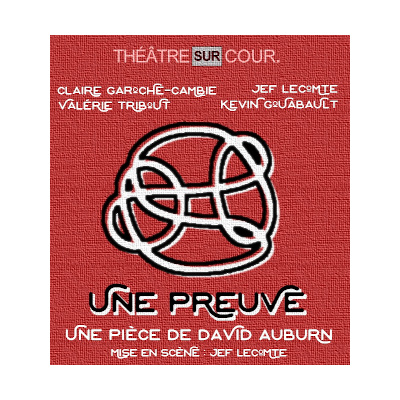 THÉÂTRE SUR COUR.
CLAIRE GAROCHE-CAMBIE JEF LECOMTE
VALÉRIE TRIBOUT KEVIN GOUABAULT
UNE PREUVE
UNE PIÈCE DE DAVID AUBURN
MISE EN SCÈNE : JEF LECOMTE